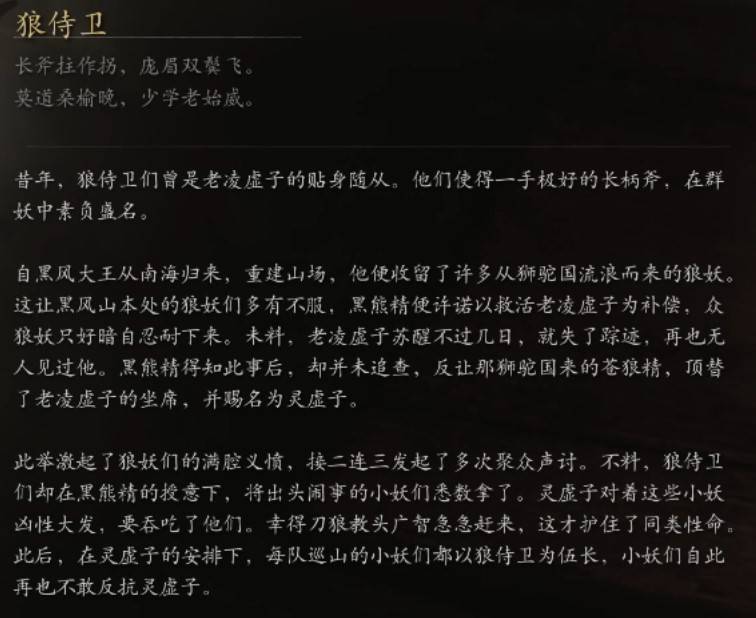 狼侍卫
长斧拄作拐，庞眉双鬓飞。
莫道桑榆晚，少学老始威。
昔年，狼侍卫们曾是老凌虚子的贴身随从。他们使得一手极好的长柄斧，在群
妖中素负盛名。
自黑风大王从南海归来，重建山场，他便收留了许多从狮驼国流浪而来的狼妖。
这让黑风山本处的狼妖们多有不服，黑熊精便许诺以救活老凌虚子为补偿，众
狼妖只好暗自忍耐下来。未料，老凌虚子苏醒不过几日，就失了踪迹，再也无
人见过他。黑熊精得知此事后，却并未追查，反让那狮驼国来的苍狼精，顶替
了老凌虚子的坐席，并赐名为灵虚子。
此举激起了狼妖们的满腔义愤，接二连三发起了多次聚众声讨。不料，狼侍卫
们却在黑熊精的授意下，将出头闹事的小妖们悉数拿了。灵虚子对着这些小妖
凶性大发，要吞吃了他们。幸得刀狼教头广智急急赶来，这才护住了同类性命。
此后，在灵虚子的安排下，每队巡山的小妖们都以狼侍卫为伍长，小妖们自此
再也不敢反抗灵虚子。